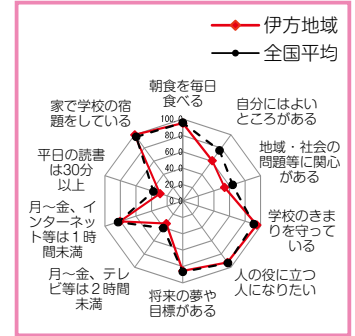 伊方地域
全国平均
朝食を毎日
食べる
自分にはよい
ところがある
地域・社会の
問題等に関心
がある
学校のきま
りを守って
いる
人の役に立つ
人になりたい
将来の夢や
目標がある
月～金、テレ
ビ等は２時間
未満
月～金、イン
ターネッ
ト等は１時
間未満
平日の読書
は30分
以上
家で学校の宿
題をしている
100.0
80.0
60.0
40.0
20.0
0.0